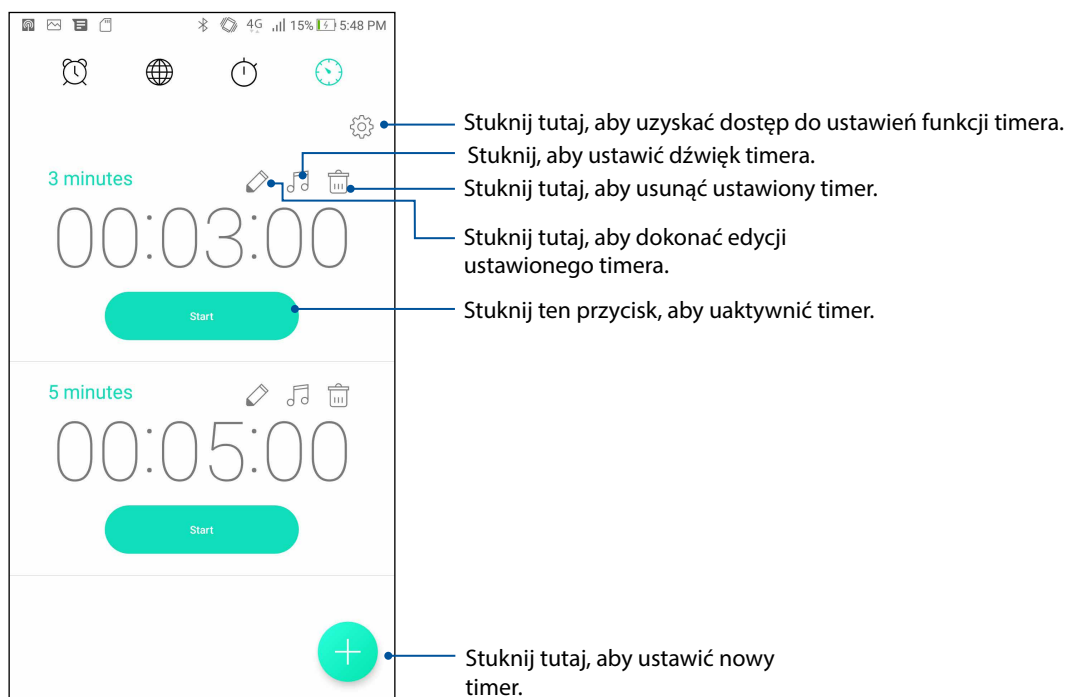 4G 15% 5:48 PM
Stuknij tutaj, aby uzyskać dostęp do ustawień funkcji timera.
Stuknij, aby ustawić dźwięk timera.
3 minutes
Stuknij tutaj, aby usunąć ustawiony timer.
00:03:00
Stuknij tutaj, aby dokonać edycji
ustawionego timera.
Start
Stuknij ten przycisk, aby uaktywnić timer.
5 minutes
00:05:00
Start
Stuknij tutaj, aby ustawić nowy
timer.